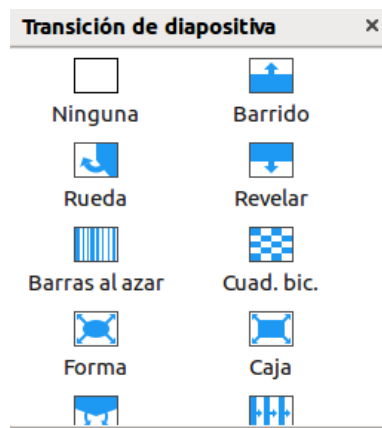 Transición de diapositiva
Ninguna Barrido
Rueda Revelar
Barras al azar Cuad. bic.
Forma Caja